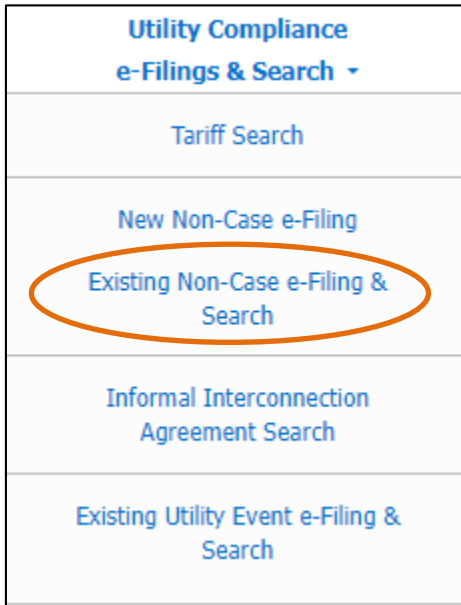 Utility Compliance
e-Filings & Search
Tariff Search
New Non-Case e-Filing
Existing Non-Case e-Filing &
Search
Informal Interconnection
Agreement Search
Existing Utility Event e-Filing &
Search